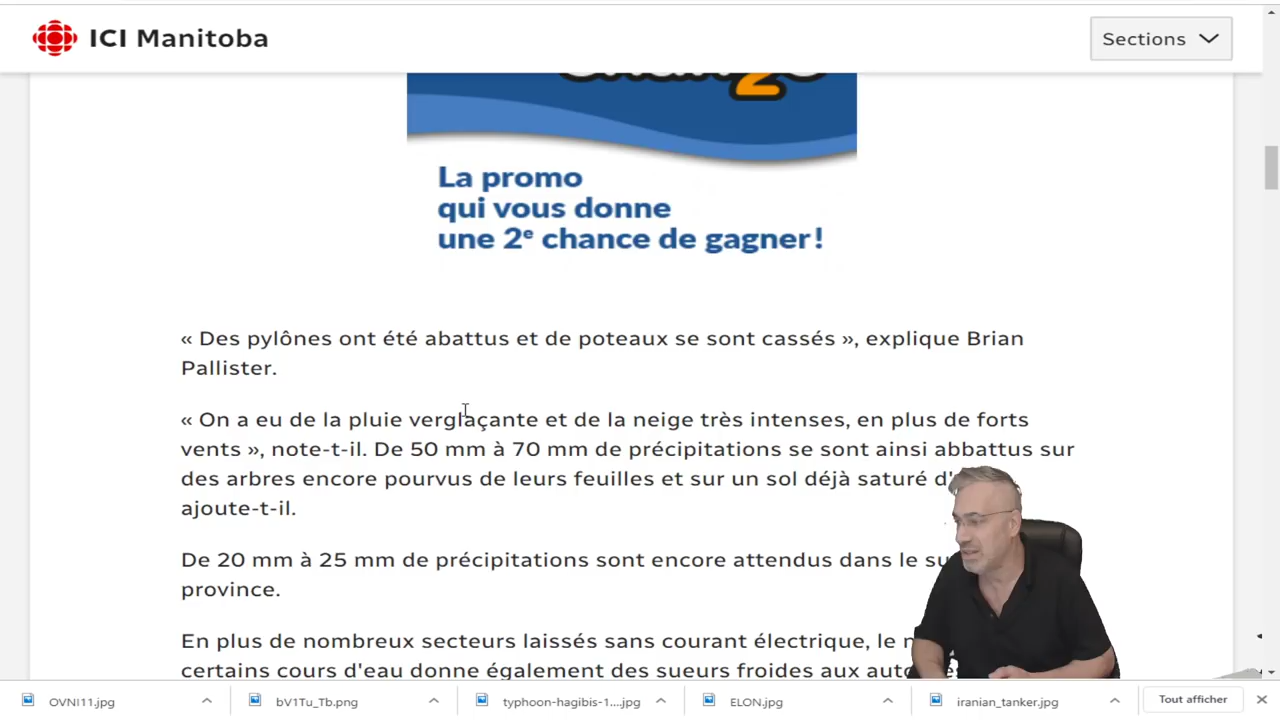 ICI Manitoba
Sections
La promo
qui vous donne
une 2e chance de gagner !
« Des pylônes ont été abattus et de poteaux se sont cassés », explique Brian
Pallister.
« On a eu de la pluie verglaçante et de la neige très intenses, en plus de forts
vents », note-t-il. De 50 mm à 70 mm de précipitations se sont ainsi abbattus sur
des arbres encore pourvus de leurs feuilles et sur un sol déjà saturé
ajoute-t-il.
De 20 mm à 25 mm de précipitations sont encore attendus dans le
province.
En plus de nombreux secteurs laissés sans courant électrique, le
certains cours d'eau donne également des sueurs froides aux
OVNI11.jpg
bV1Tu_Tb.png
typhoon-hagibis-1....jpg
ELON.jpg
iranian_tanker.jpg
Tout afficher